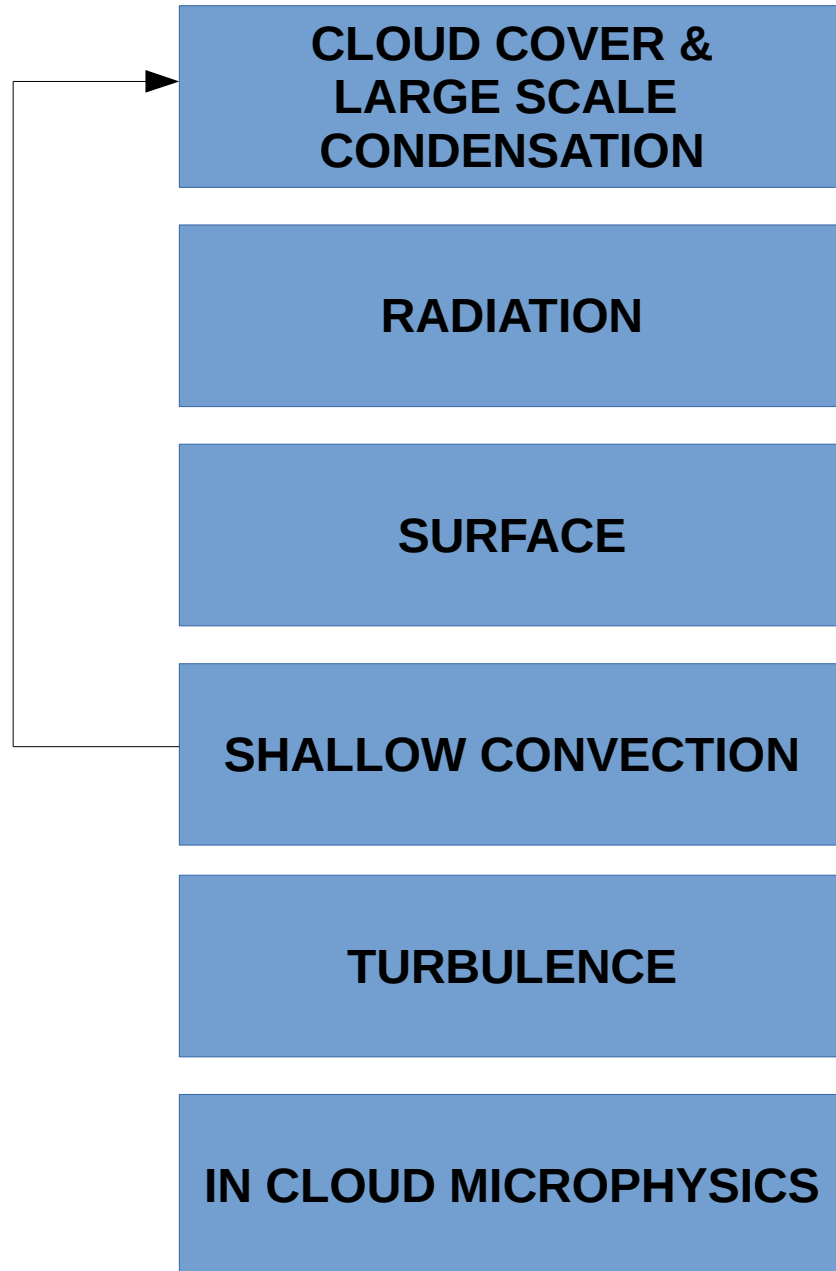 CLOUD COVER &
LARGE SCALE
CONDENSATION
RADIATION
SURFACE
SHALLOW CONVECTION
TURBULENCE
IN CLOUD MICROPHYSICS